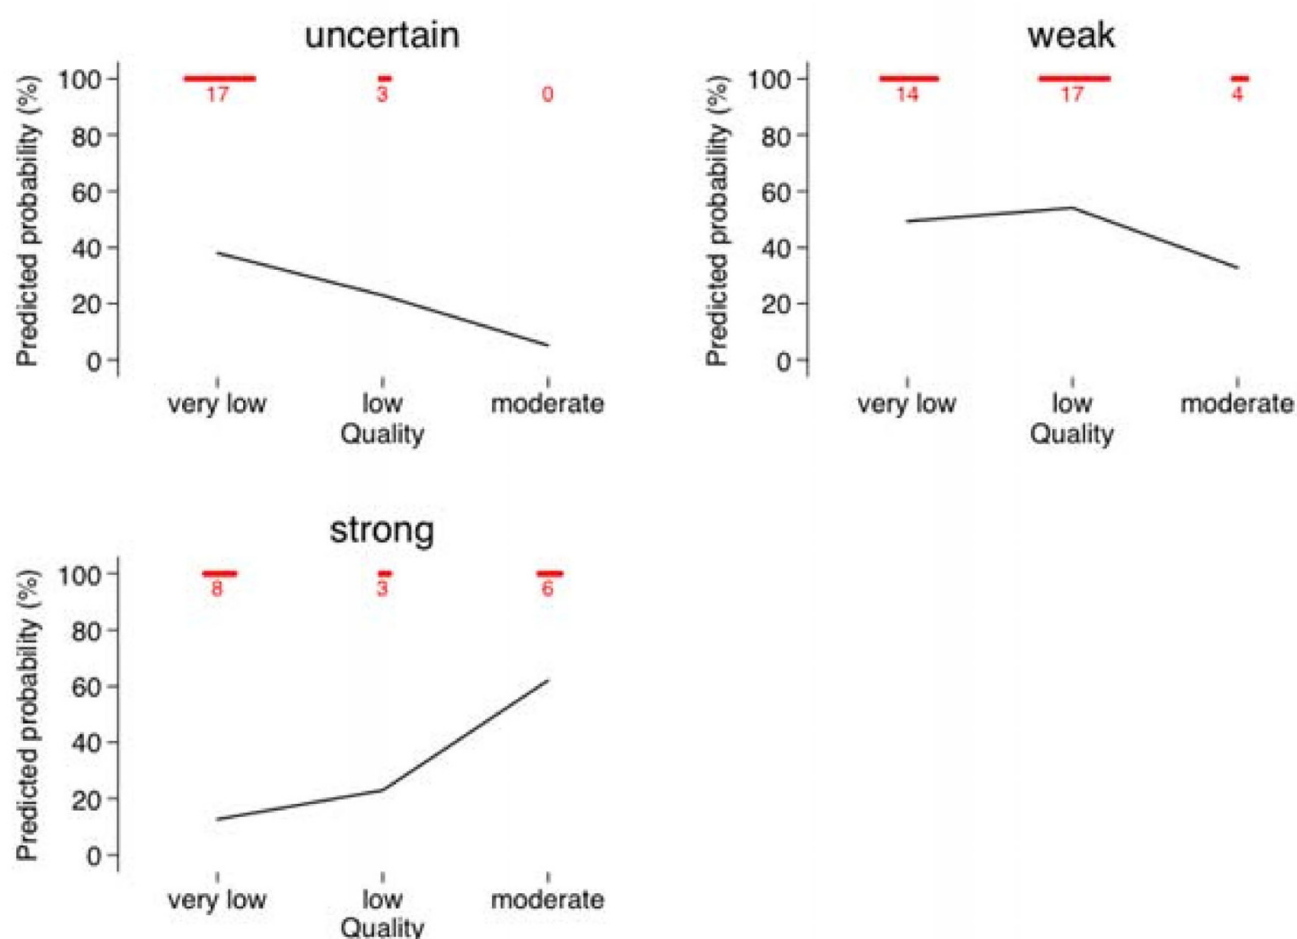 uncertain
Predicted probability (%)
100
80
60
40
20
0
17
3
0
very low
low
moderate
Quality
weak
Predicted probability (%)
100
80
60
40
20
0
14
17
4
very low
low
moderate
Quality
strong
Predicted probability (%)
100
80
60
40
20
0
8
3
6
very low
low
moderate
Quality